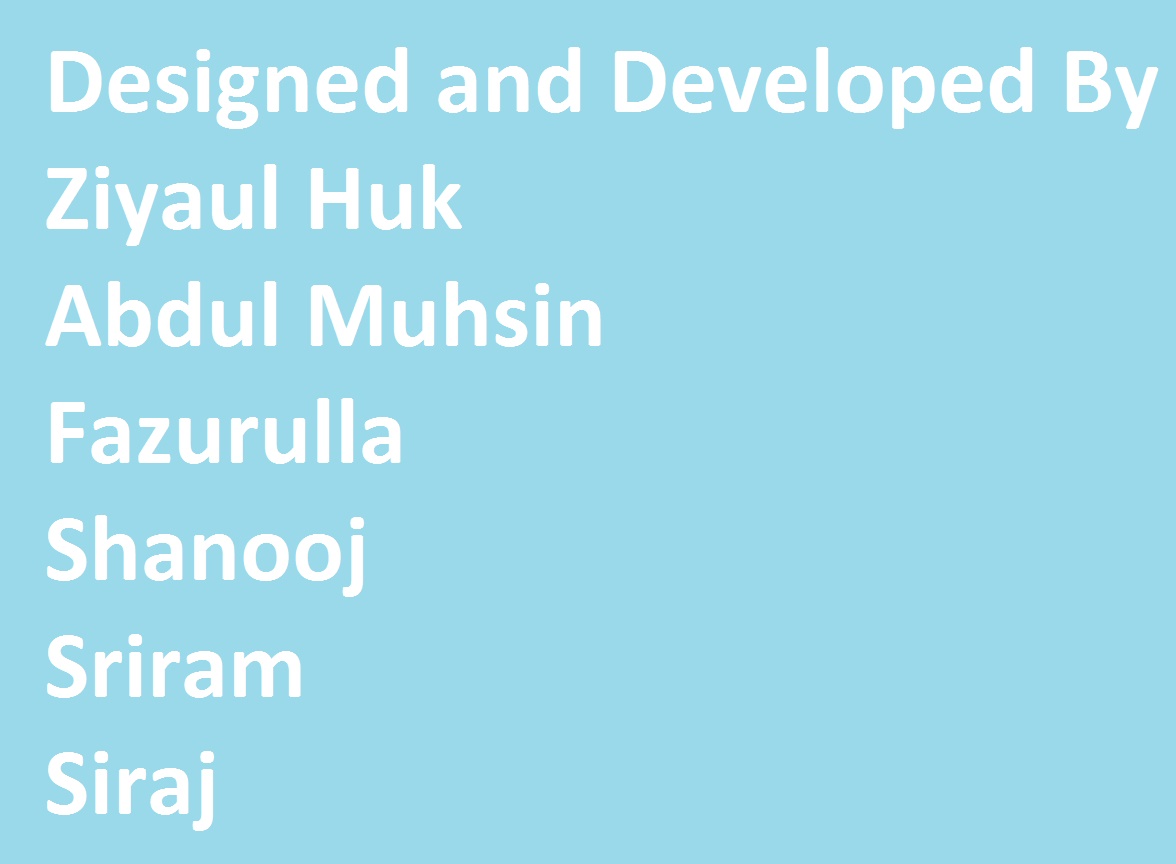 Designed and Developed By
Ziyaul Huk
Abdul Muhsin
Fazurulla
Shanooj
Sriram
Siraj